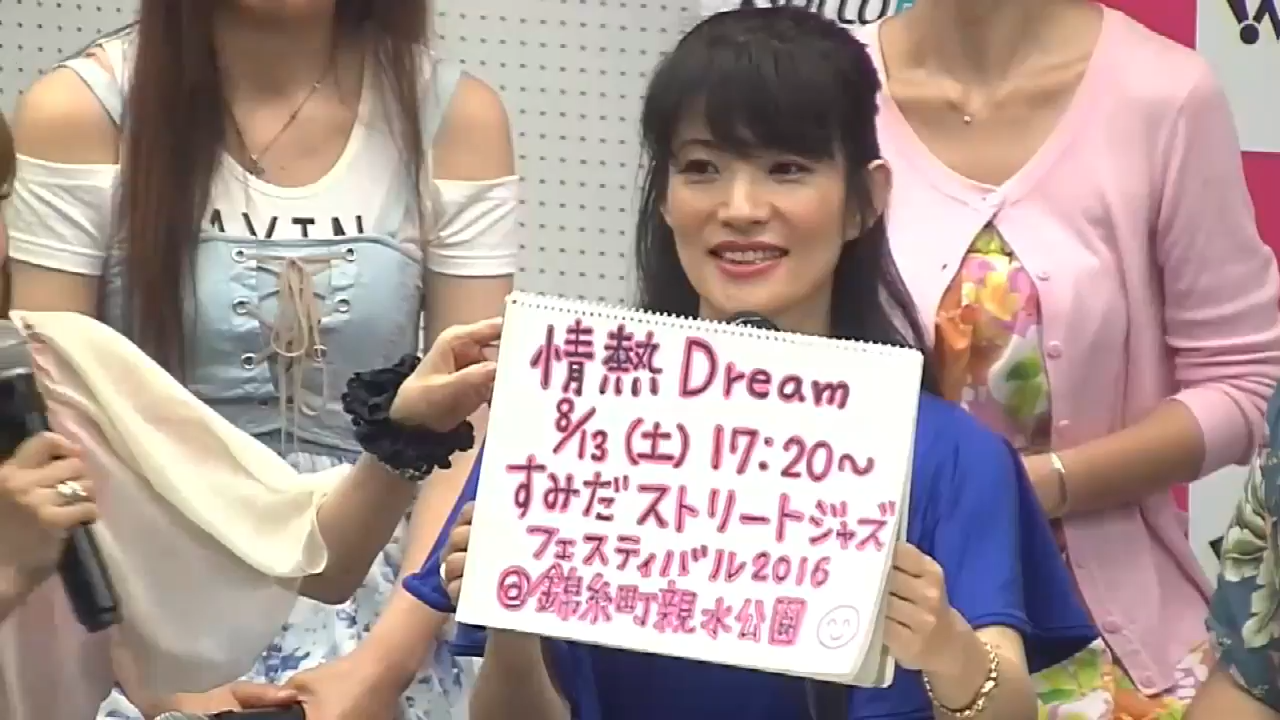 情熱 Dream
8/13 (土) 17:20～
すみだストリートジャズ
フェスティバル2016
@錦糸町親水公園